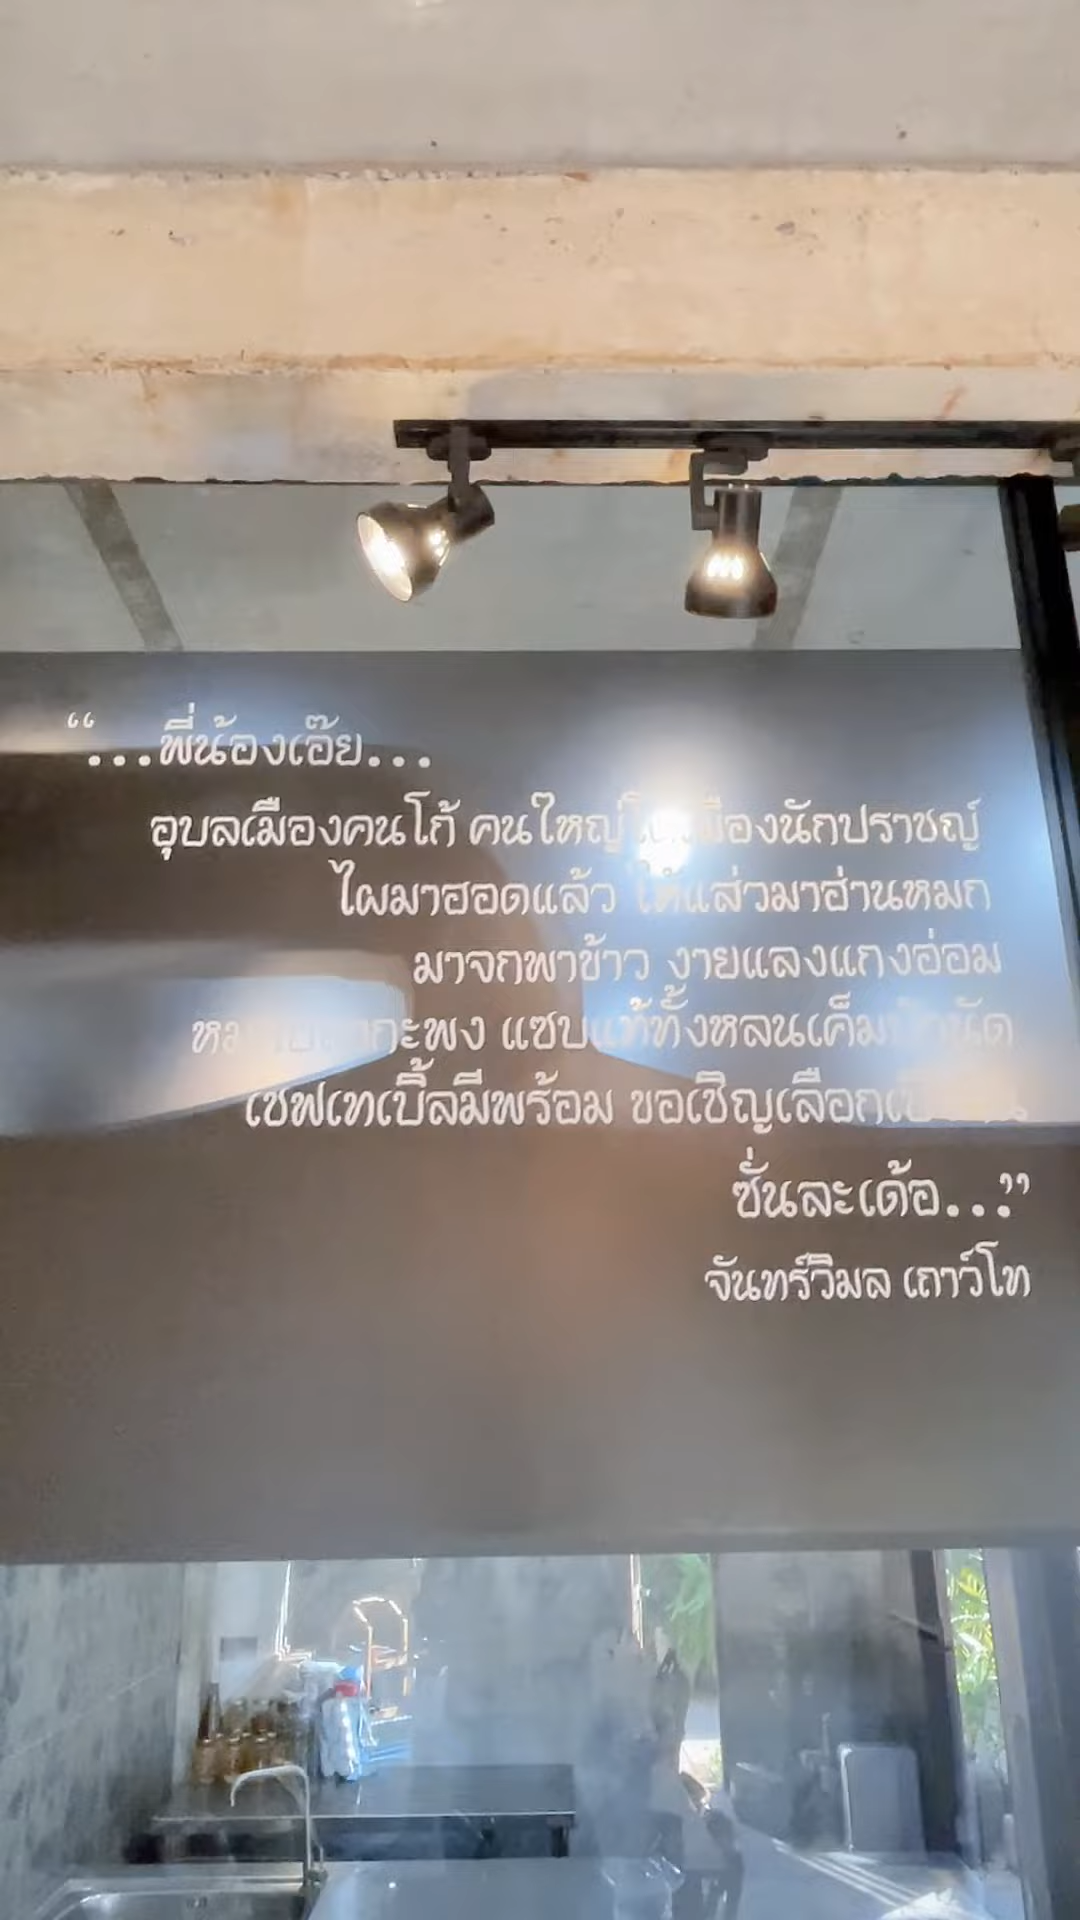 “...พี่น้องเอ๊ย...
อุบลเมืองคนโก้ คนใหญ่ นักปราชญ์
ไผมาฮอดแล้ว ให้แส่วมาฮ่านหมก
มาจกพาข้าว งายแลงแกงอ่อม
แซบแท้ทั้งหลนเค็ม
เชฟเทเบิ้ลมีพร้อม ขอเชิญเลือก
ซั่นละเด้อ...”
จันทร์วิมล เถาว์โท